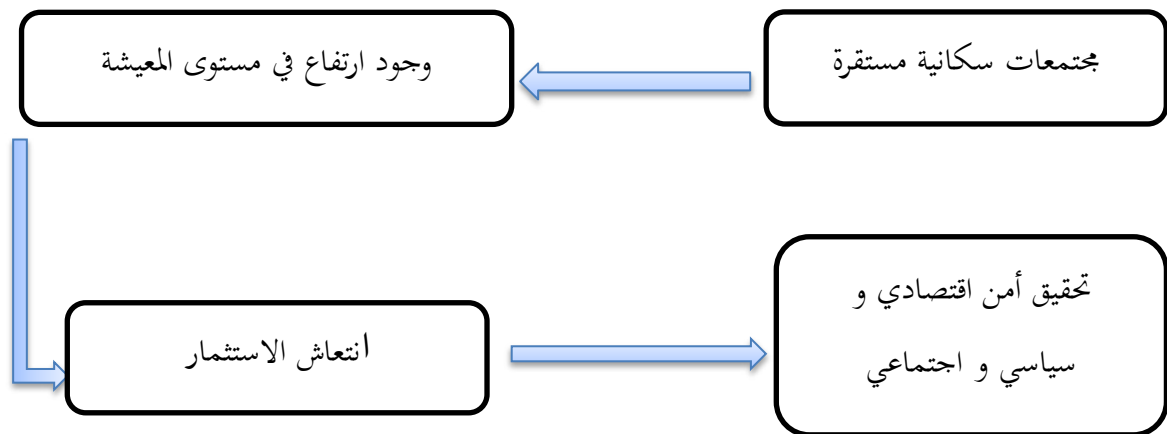 مجتمعات سكانية مستقرة
وجود ارتفاع في مستوى المعيشة
انتعاش الاستثمار
تحقيق أمن اقتصادي و
سياسي و اجتماعي